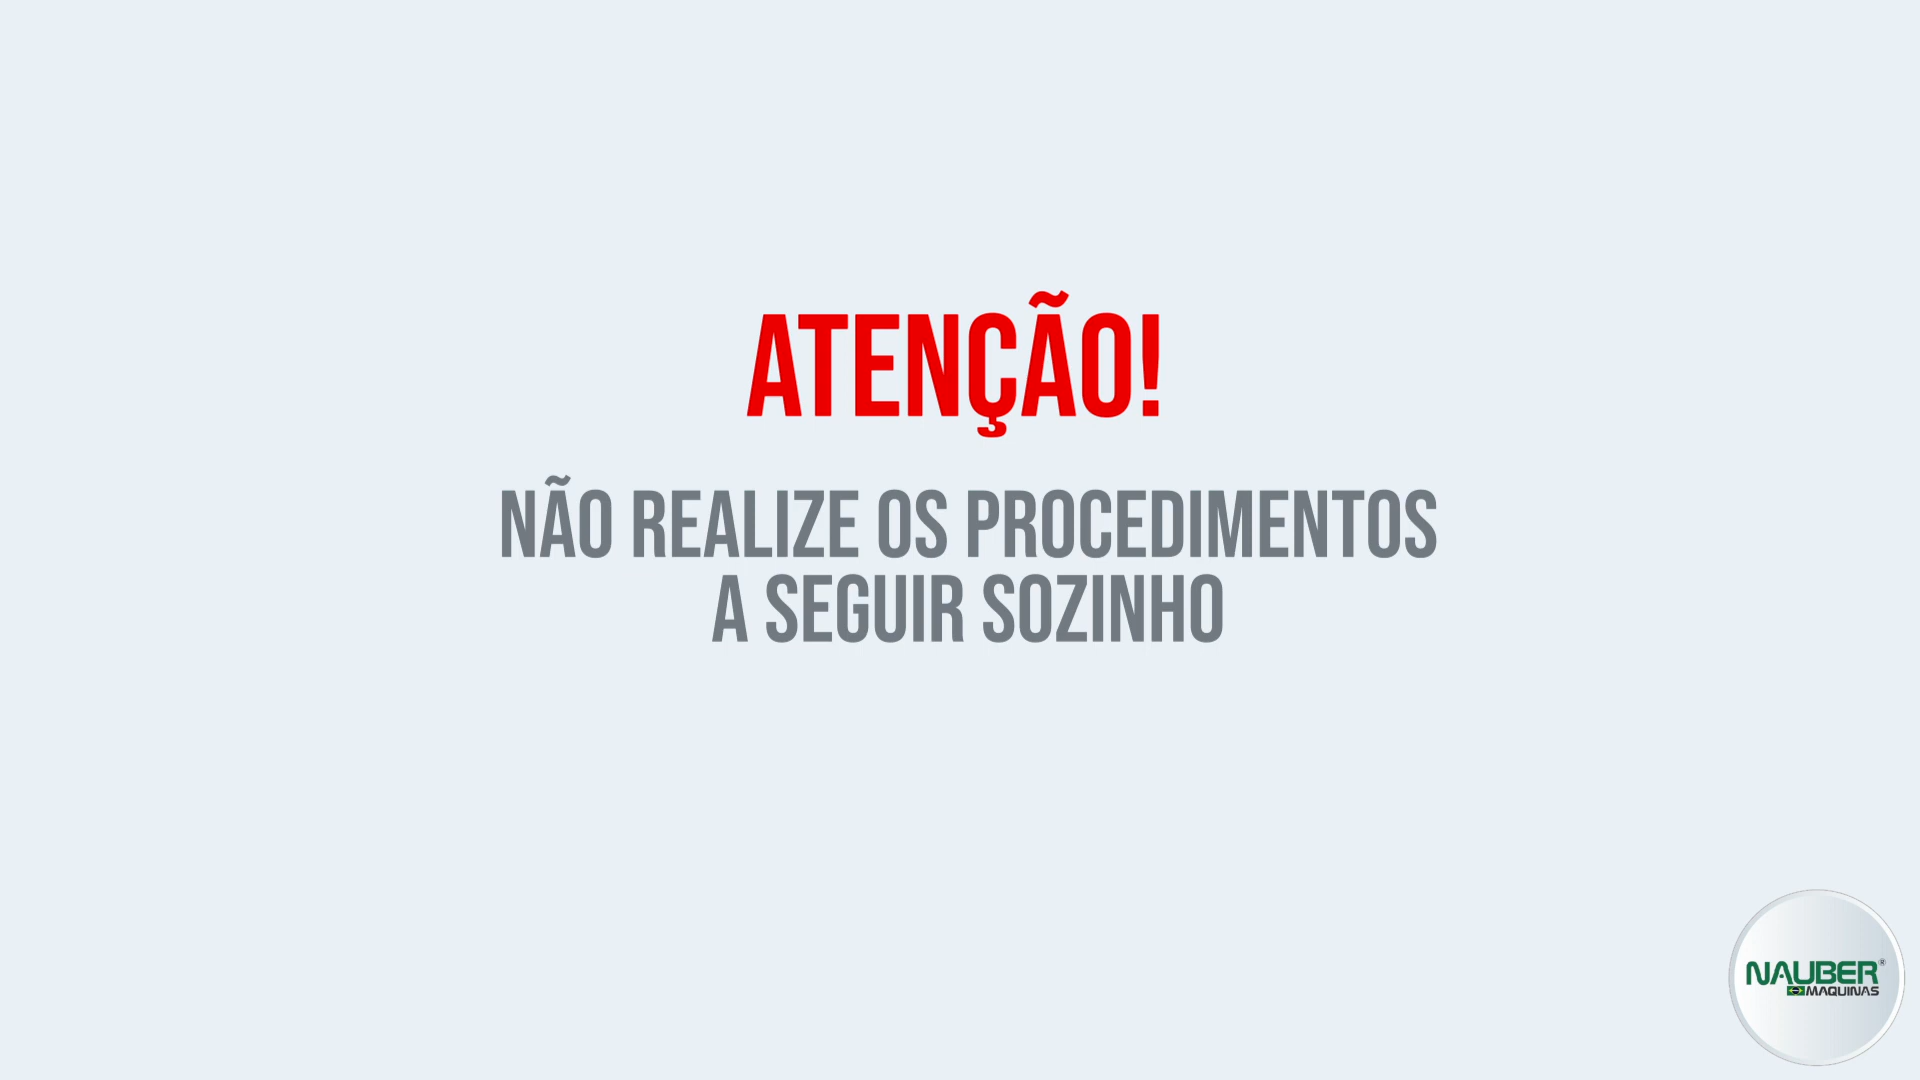 ATENÇÃO!
NÃO REALIZE OS PROCEDIMENTOS
A SEGUIR SOZINHO
NAUBER®
MAQUINAS